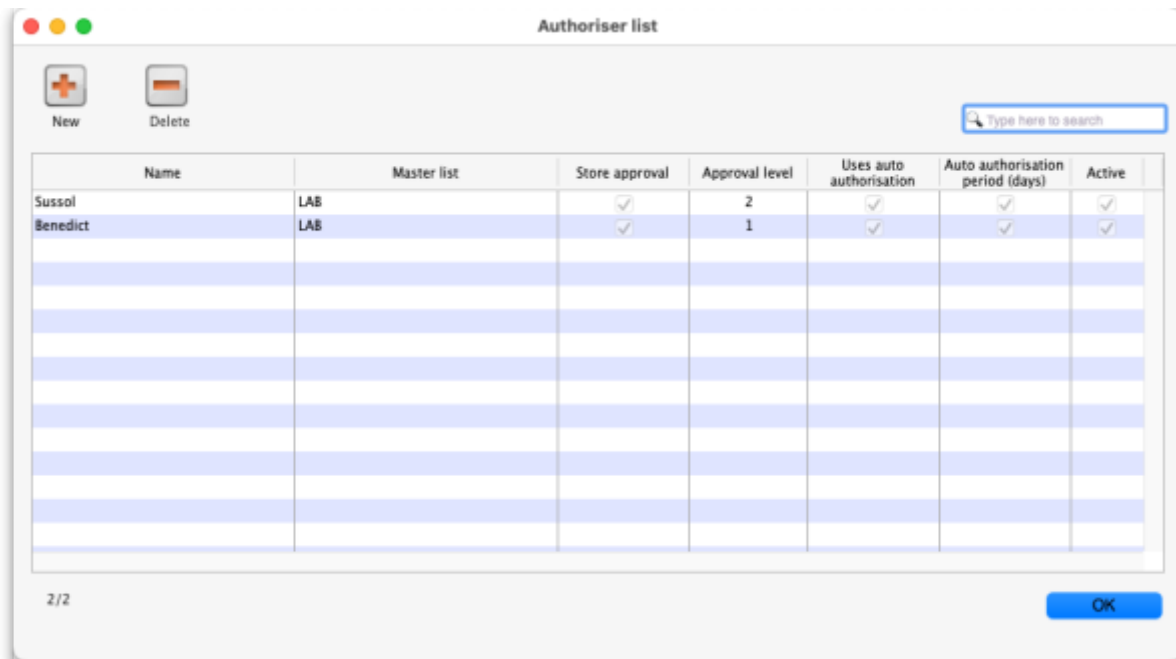 Authoriser list
New Delete
Type here to search
Name Master list Store approval Approval level Uses auto authorisation Auto authorisation period (days) Active
Sussol LAB 2
Benedict LAB 1
2/2
OK